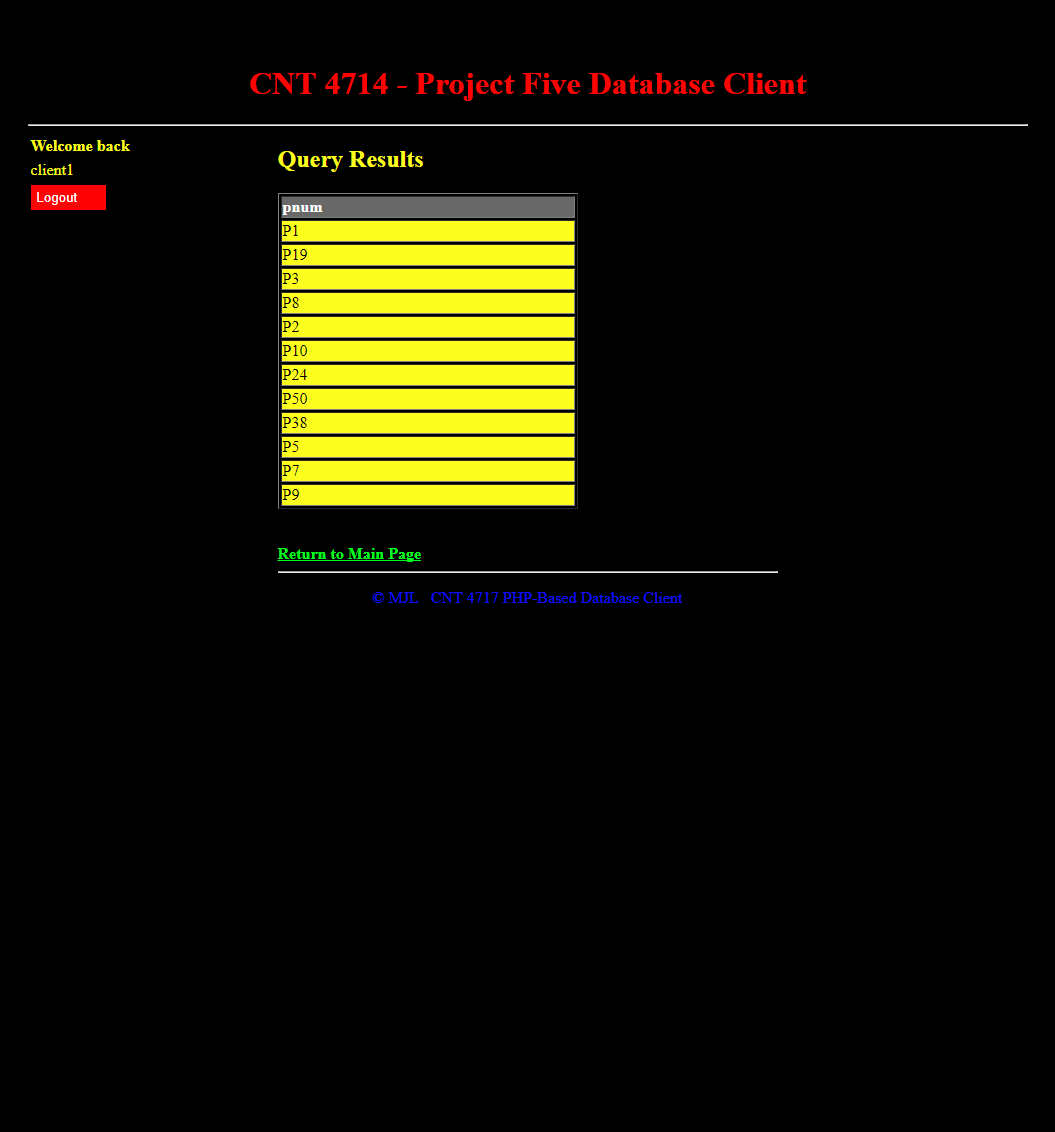 CNT 4714 - Project Five Database Client
Welcome back
client1
Logout
Query Results
pnum
P1
P19
P3
P8
P2
P10
P24
P50
P38
P5
P7
P9
Return to Main Page
© MJL   CNT 4717 PHP-Based Database Client